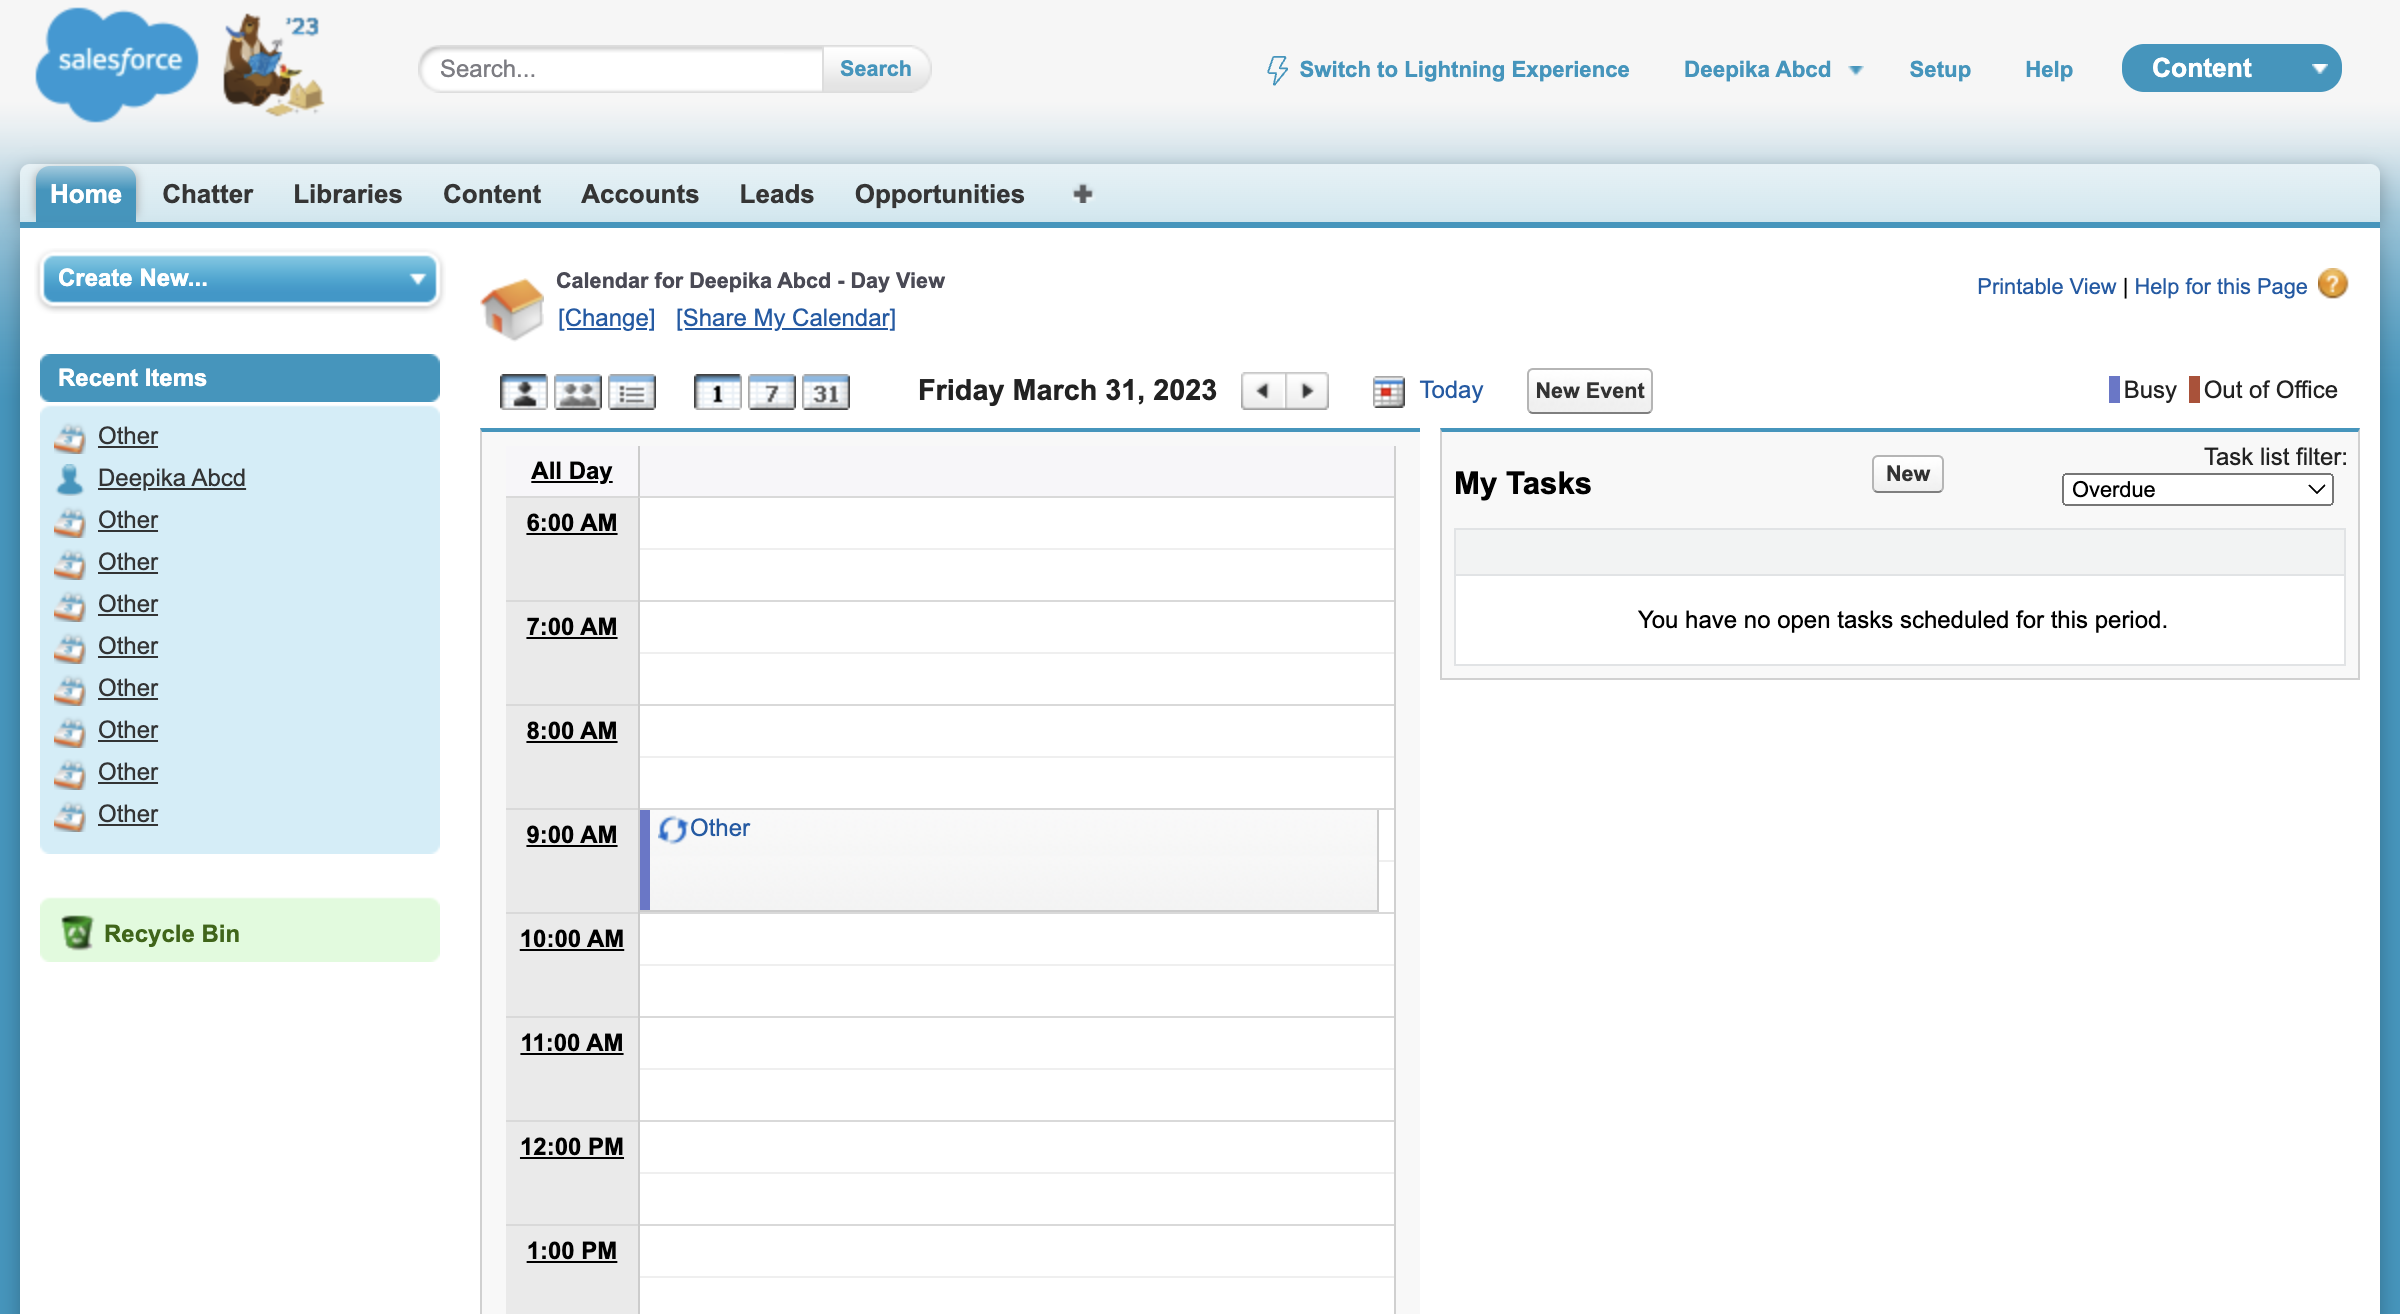 salesforce
'23
Search...
Search
Switch to Lightning Experience
Deepika Abcd
Setup
Help
Content
Home
Chatter
Libraries
Content
Accounts
Leads
Opportunities
Create New...
Recent Items
Other
Deepika Abcd
Other
Other
Other
Other
Other
Other
Other
Other
Recycle Bin
Calendar for Deepika Abcd - Day View
[Change] [Share My Calendar]
Printable View | Help for this Page ?
1
7
31
Friday March 31, 2023
Today
New Event
Busy
Out of Office
All Day
6:00 AM
7:00 AM
8:00 AM
9:00 AM
Other
10:00 AM
11:00 AM
12:00 PM
1:00 PM
My Tasks
New
Task list filter:
Overdue
You have no open tasks scheduled for this period.